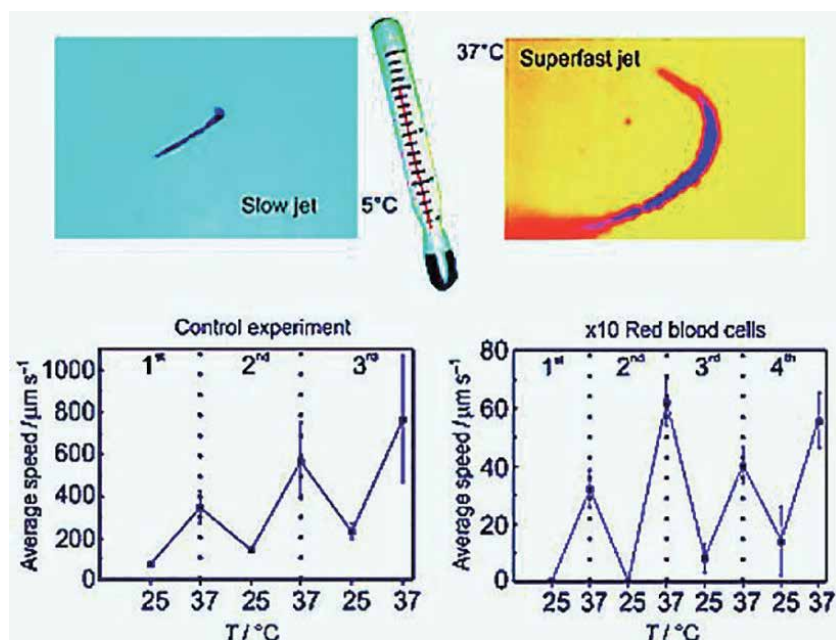 37°C
Superfast jet
Slow jet
5°C
Control experiment
1st 2nd 3rd
1000
800
600
400
200
0
Average speed / µm s⁻¹
25 37 25 37 25 37
T / °C
x10 Red blood cells
1st 2nd 3rd 4th
80
60
40
20
0
Average speed / µm s⁻¹
25 37 25 37 25 37 25 37
T / °C